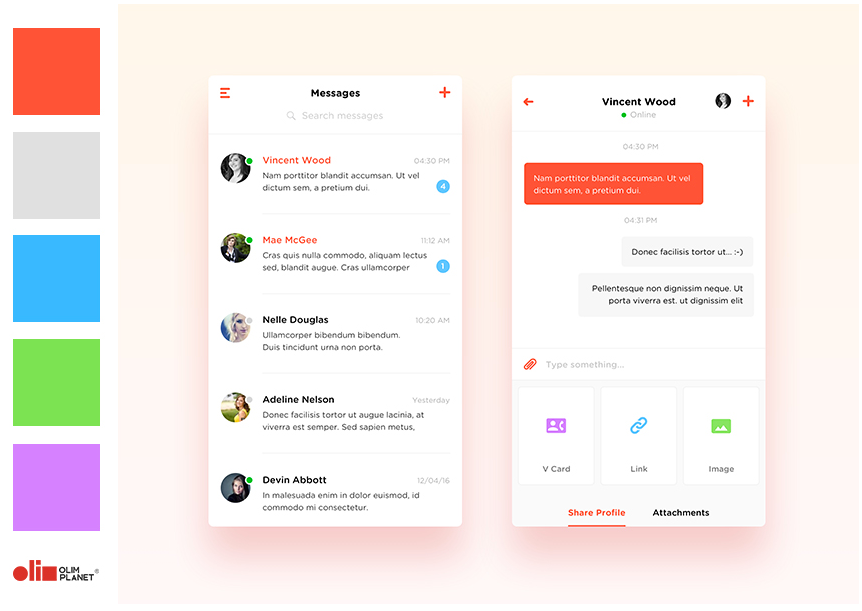 Messages
Search messages
Vincent Wood
04:30 PM
Nam porttitor blandit accumsan. Ut vel
dictum sem, a pretium dui.
4
Mae McGee
11:12 AM
Cras quis nulla commodo, aliquam lectus
sed, blandit augue. Cras ullamcorper
1
Nelle Douglas
10:20 AM
Ullamcorper bibendum bibendum.
Duis tincidunt urna non porta.
Adeline Nelson
Yesterday
Donec facilisis tortor ut augue lacinia, at
viverra est semper. Sed sapien metus,
Devin Abbott
12/04/16
In malesuada enim in dolor euismod, id
commodo mi consectetur.
Vincent Wood
Online
04:30 PM
Nam porttitor blandit accumsan. Ut vel
dictum sem, a pretium dui.
04:31 PM
Donec facilisis tortor ut... :-)
Pellentesque non dignissim neque. Ut
porta viverra est. ut dignissim elit
Type something...
V Card
Link
Image
Share Profile
Attachments
olim
OLIM
PLANET®